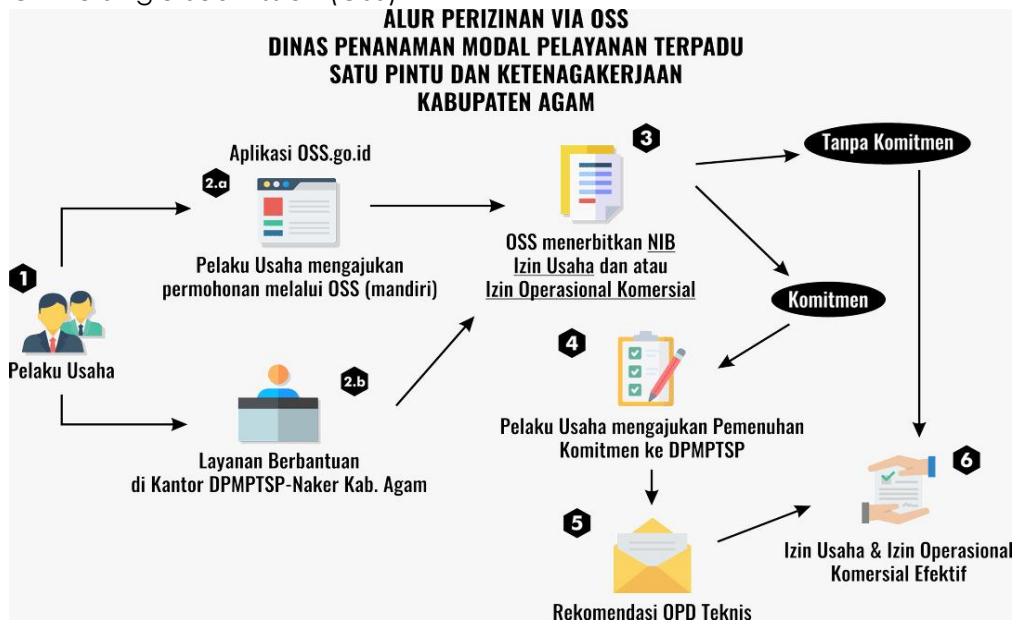 ALUR PERIZINAN VIA OSS
DINAS PENANAMAN MODAL PELAYANAN TERPADU
SATU PINTU DAN KETENAGAKERJAAN
KABUPATEN AGAM
1
Pelaku Usaha
Aplikasi OSS.go.id
2.a
Pelaku Usaha mengajukan
permohonan melalui OSS (mandiri)
2.b
Layanan Berbantuan
di Kantor DPMPTSP-Naker Kab. Agam
3
OSS menerbitkan NIB
Izin Usaha dan atau
Izin Operasional Komersial
Tanpa Komitmen
Komitmen
4
Pelaku Usaha mengajukan Pemenuhan
Komitmen ke DPMPTSP
5
Rekomendasi OPD Teknis
6
Izin Usaha & Izin Operasional
Komersial Efektif